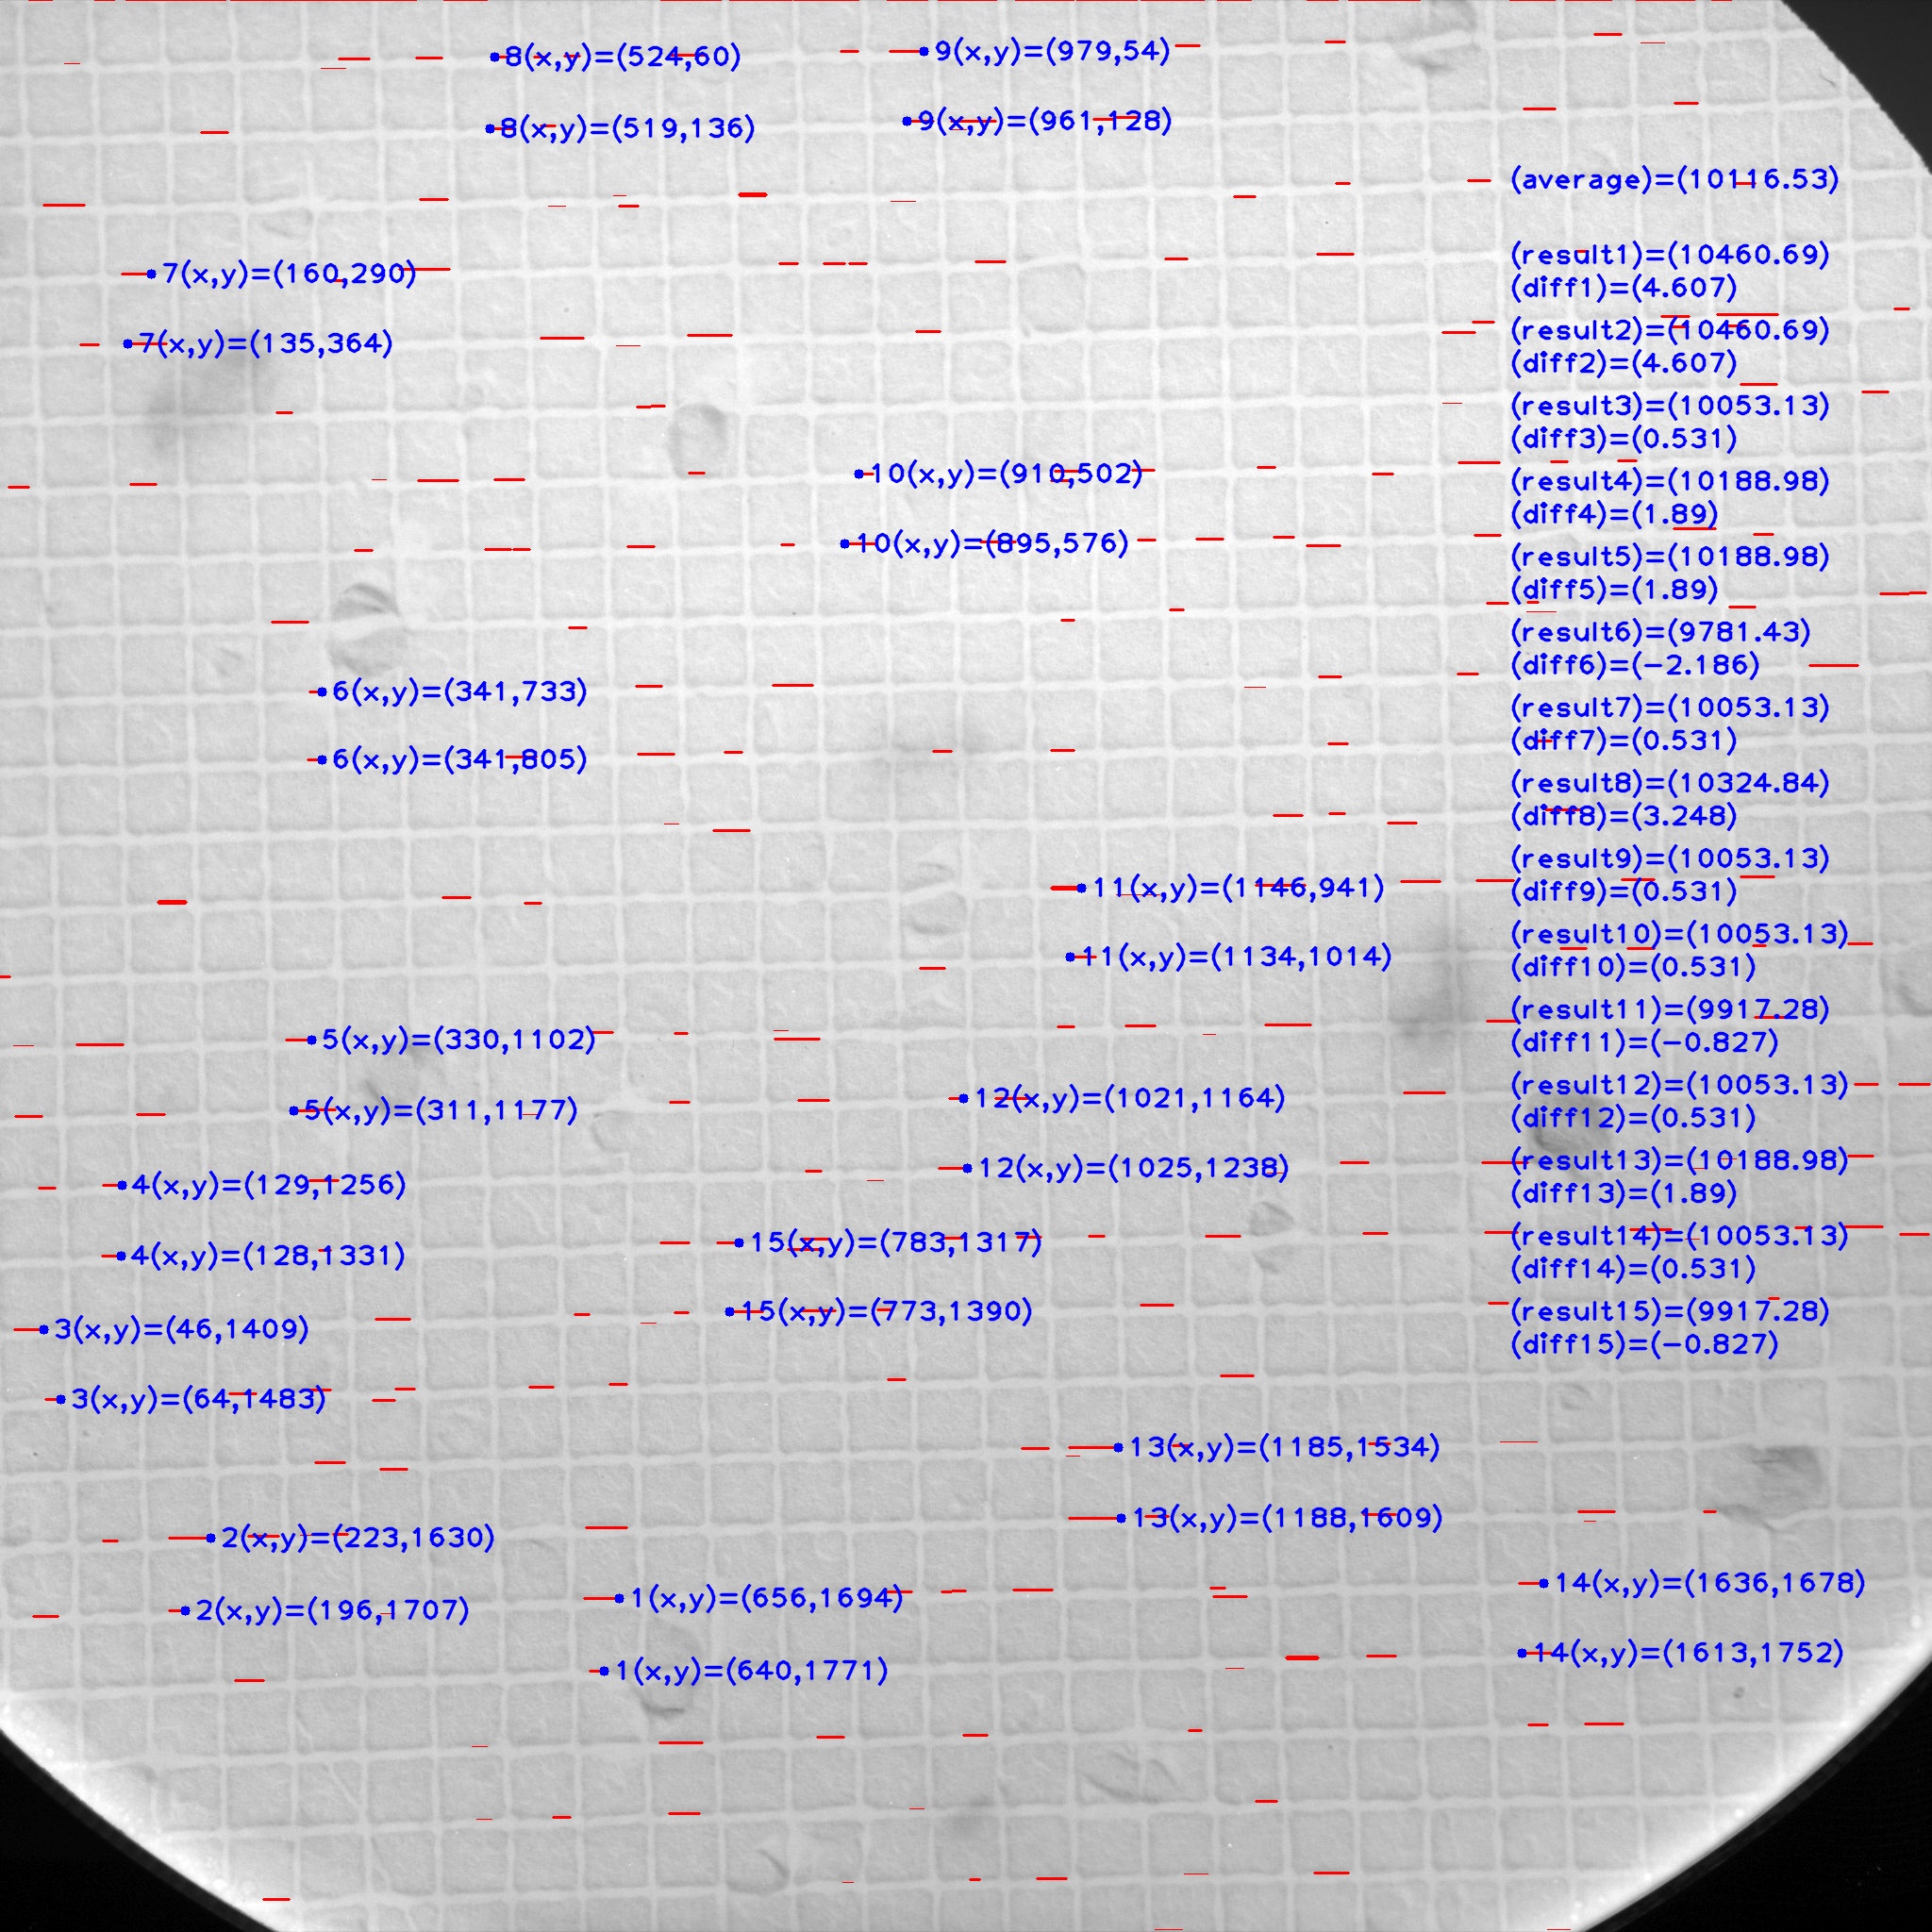 8(x,y)=(524,60)
9(x,y)=(979,54)
8(x,y)=(519,136)
9(x,y)=(961,128)
(average)=(10116.53)
7(x,y)=(160,290)
7(x,y)=(135,364)
(result1)=(10460.69)
(diff1)=(4.607)
(result2)=(10460.69)
(diff2)=(4.607)
(result3)=(10053.13)
(diff3)=(0.531)
10(x,y)=(910,502)
(result4)=(10188.98)
(diff4)=(1.89)
10(x,y)=(895,576)
(result5)=(10188.98)
(diff5)=(1.89)
(result6)=(9781.43)
(diff6)=(-2.186)
6(x,y)=(341,733)
(result7)=(10053.13)
(diff7)=(0.531)
6(x,y)=(341,805)
(result8)=(10324.84)
(diff8)=(3.248)
(result9)=(10053.13)
(diff9)=(0.531)
11(x,y)=(1146,941)
(result10)=(10053.13)
(diff10)=(0.531)
11(x,y)=(1134,1014)
(result11)=(9917.28)
(diff11)=(-0.827)
5(x,y)=(330,1102)
(result12)=(10053.13)
(diff12)=(0.531)
12(x,y)=(1021,1164)
5(x,y)=(311,1177)
(result13)=(10188.98)
(diff13)=(1.89)
12(x,y)=(1025,1238)
4(x,y)=(129,1256)
(result14)=(10053.13)
(diff14)=(0.531)
15(x,y)=(783,1317)
4(x,y)=(128,1331)
(result15)=(9917.28)
(diff15)=(-0.827)
15(x,y)=(773,1390)
3(x,y)=(46,1409)
3(x,y)=(64,1483)
13(x,y)=(1185,1534)
13(x,y)=(1188,1609)
2(x,y)=(223,1630)
14(x,y)=(1636,1678)
1(x,y)=(656,1694)
2(x,y)=(196,1707)
14(x,y)=(1613,1752)
1(x,y)=(640,1771)